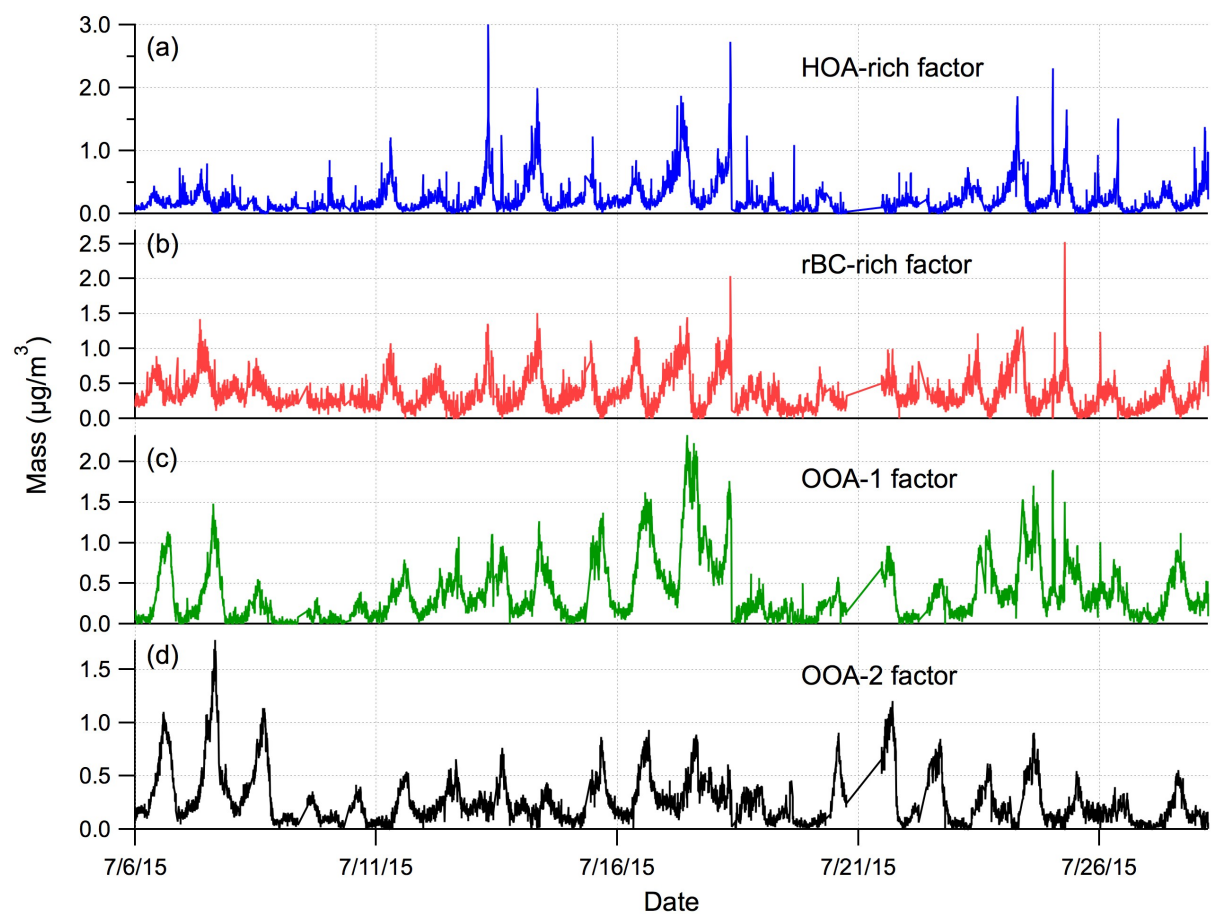 (a)
HOA-rich factor
3.0
2.0
1.0
0.0
(b)
rBC-rich factor
2.5
2.0
1.5
1.0
0.5
0.0
(c)
OOA-1 factor
2.0
1.5
1.0
0.5
0.0
(d)
OOA-2 factor
1.5
1.0
0.5
0.0
Mass (µg/m³)
7/6/15 7/11/15 7/16/15 7/21/15 7/26/15
Date